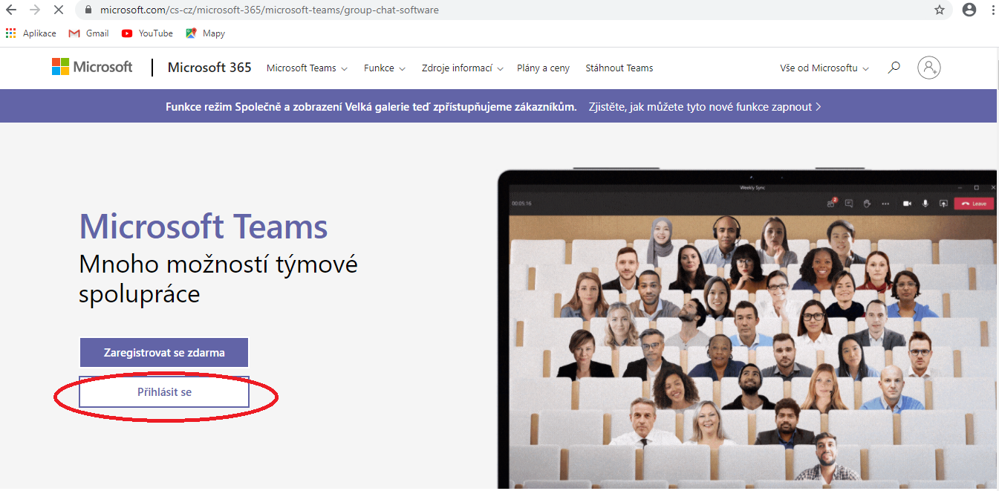 microsoft.com/cs-cz/microsoft-365/microsoft-teams/group-chat-software
Aplikace Gmail YouTube Mapy
Microsoft Microsoft 365 Microsoft Teams Funkce Zdroje informací Plány a ceny Stáhnout Teams Vše od Microsoftu
Funkce režim Společně a zobrazení Velká galerie teď zpřístupňujeme zákazníkům. Zjistěte, jak můžete tyto nové funkce zapnout
Weekly Sync
00:05:16 2 Leave
Microsoft Teams
Mnoho možností týmové
spolupráce
Zaregistrovat se zdarma
Přihlásit se